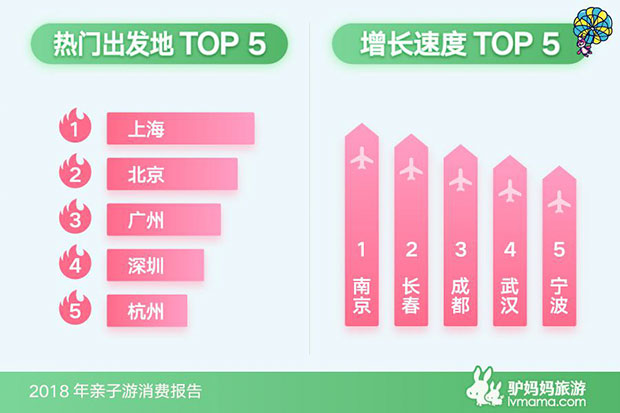 热门出发地 TOP 5
1 上海
2 北京
3 广州
4 深圳
5 杭州
增长速度 TOP 5
1 南京
2 长春
3 成都
4 武汉
5 宁波
2018 年亲子游消费报告
驴妈妈旅游
lvmama.com